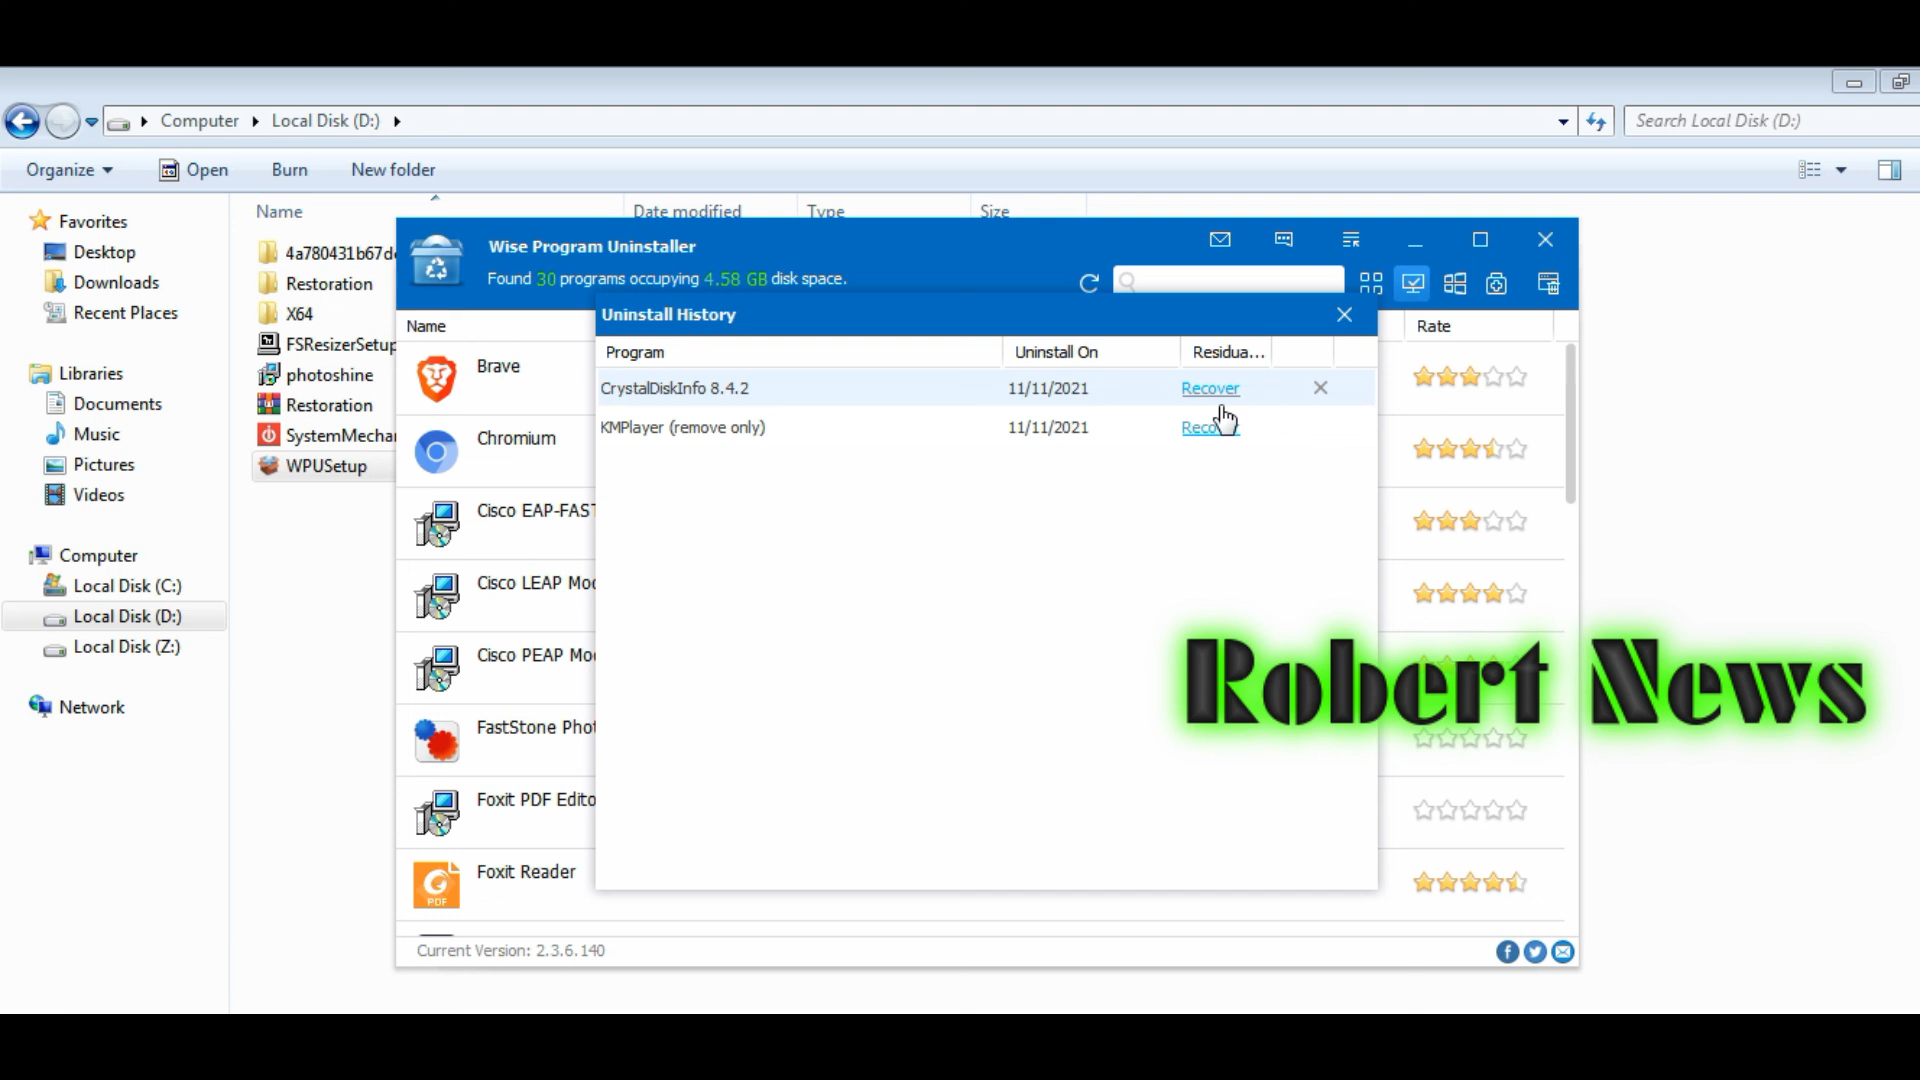 Computer Local Disk (D:)
Search Local Disk (D:)
Organize Open Burn New folder
Favorites
Desktop
Downloads
Recent Places
Libraries
Documents
Music
Pictures
Videos
Computer
Local Disk (C:)
Local Disk (D:)
Local Disk (Z:)
Network
Name Date modified Type Size
4a780431b67d
Restoration
X64
FSResizerSetup
photoshine
Restoration
SystemMechar
WPUSetup
Wise Program Uninstaller
Found 30 programs occupying 4.58 GB disk space.
Name
Rate
Brave
Chromium
Cisco EAP-FAST
Cisco LEAP Mo
Cisco PEAP Mo
FastStone Phot
Foxit PDF Edito
Foxit Reader
PDF
Uninstall History
Program Uninstall On Residua...
CrystalDiskInfo 8.4.2 11/11/2021 Recover
KMPlayer (remove only) 11/11/2021
Robert News
Current Version: 2.3.6.140